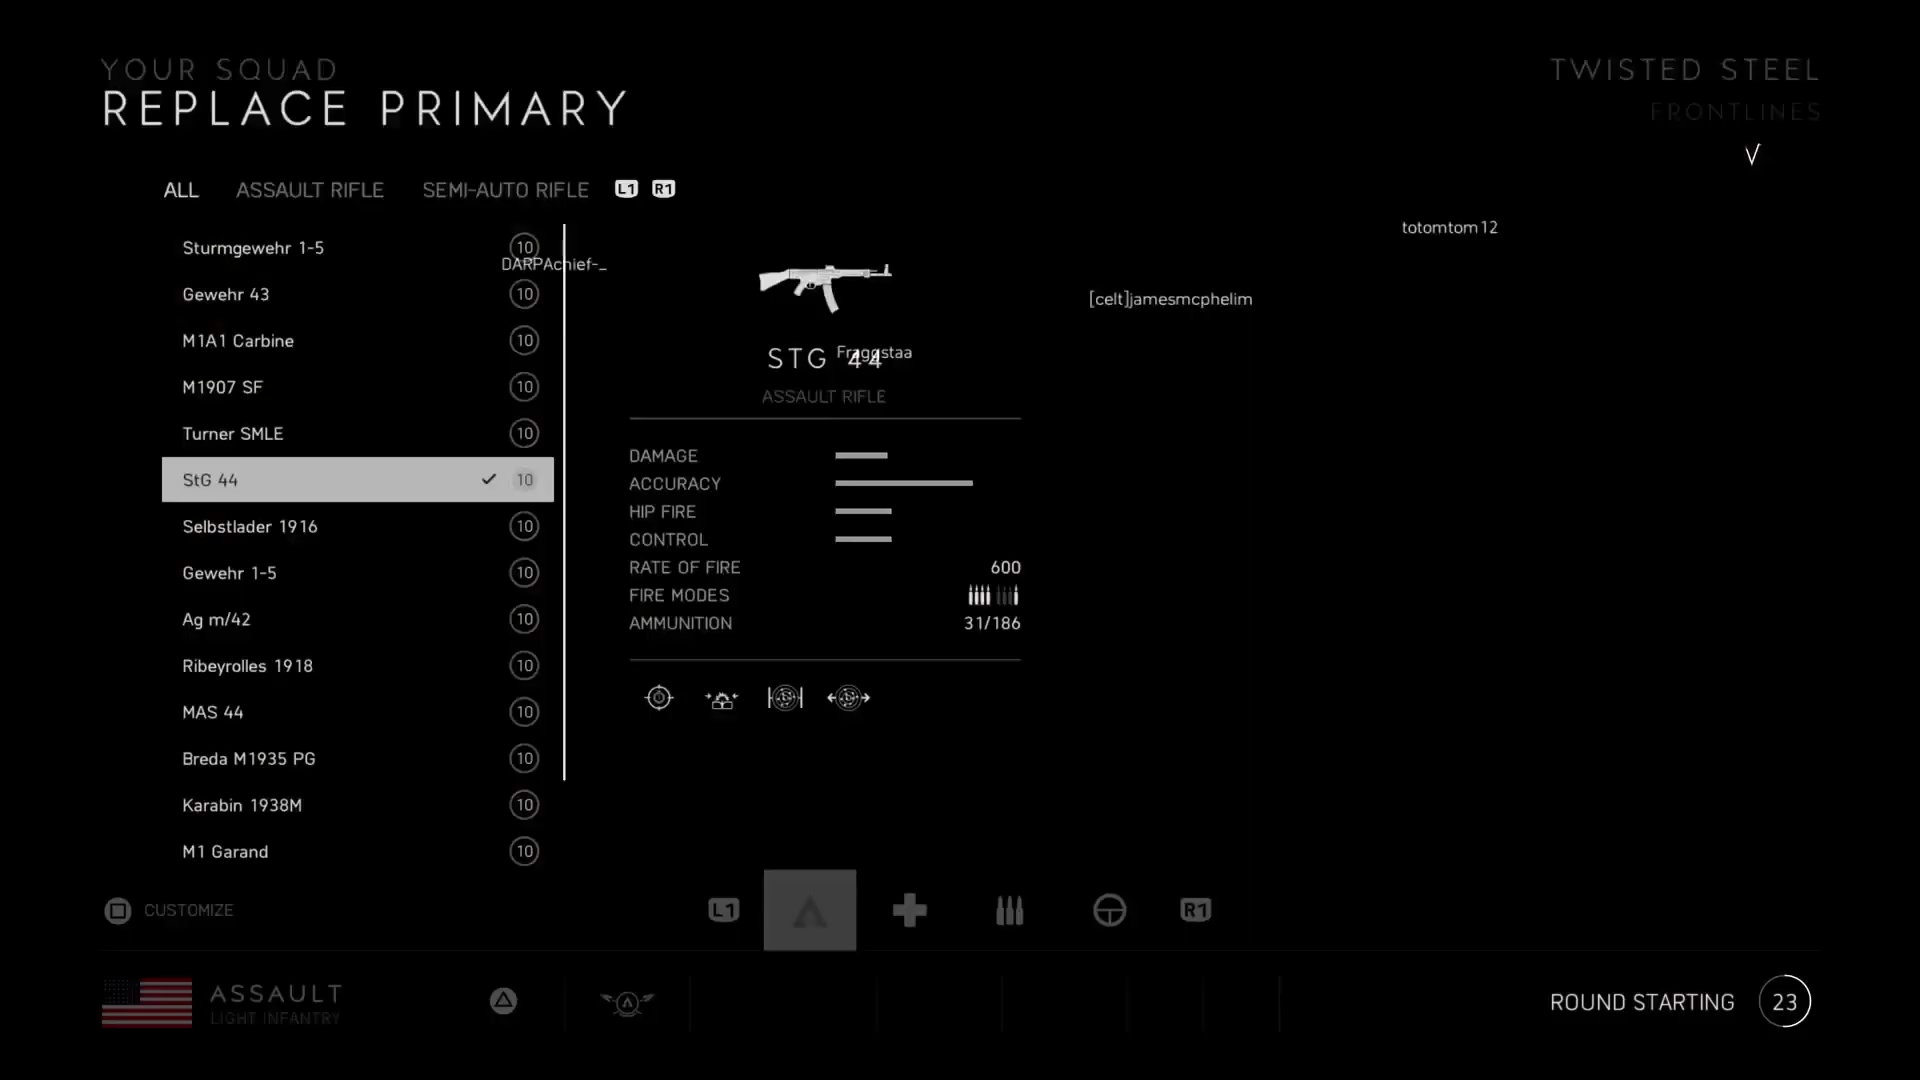 YOUR SQUAD
REPLACE PRIMARY
TWISTED STEEL
FRONTLINES
ALL ASSAULT RIFLE SEMI-AUTO RIFLE L1 R1
totomtom12
Sturmgewehr 1-5 10
DARPAchief-_
Gewehr 43 10
[celt]jamesmcphelim
M1A1 Carbine 10
Fraggstaa
STG 44
M1907 SF 10
ASSAULT RIFLE
Turner SMLE 10
StG 44 10
Selbstlader 1916 10
Gewehr 1-5 10
Ag m/42 10
Ribeyrolles 1918 10
MAS 44 10
Breda M1935 PG 10
Karabin 1938M 10
M1 Garand 10
DAMAGE
ACCURACY
HIP FIRE
CONTROL
RATE OF FIRE 600
FIRE MODES
AMMUNITION 31/186
CUSTOMIZE
L1 R1
ASSAULT
LIGHT INFANTRY
ROUND STARTING 23